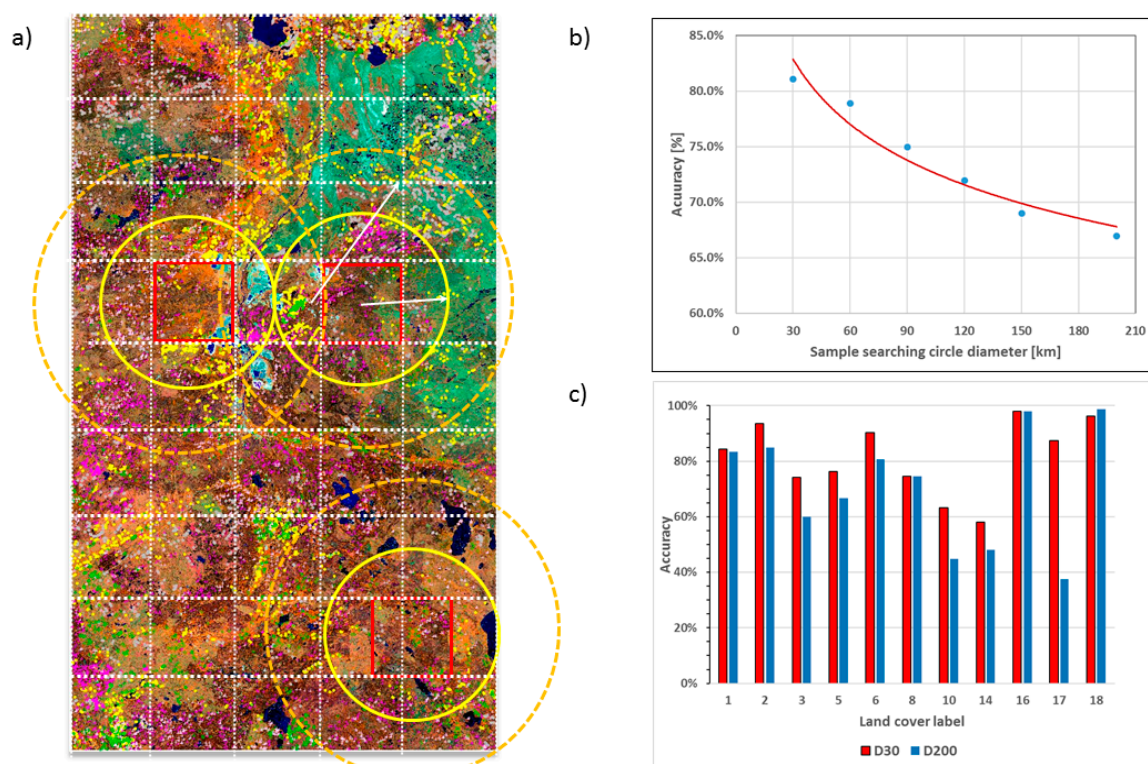 a)
b)
85.0%
80.0%
75.0%
70.0%
65.0%
60.0%
Acuuracy [%]
0 30 60 90 120 150 180 210
Sample searching circle diameter [km]
c)
100%
80%
60%
40%
20%
0%
Accuracy
1 2 3 5 6 8 10 14 16 17 18
Land cover label
D30 D200